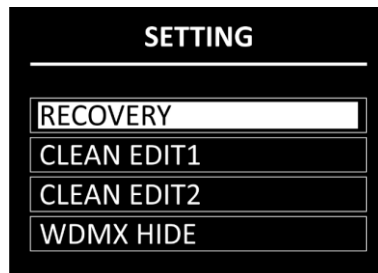 SETTING
RECOVERY
CLEAN EDIT1
CLEAN EDIT2
WDMX HIDE